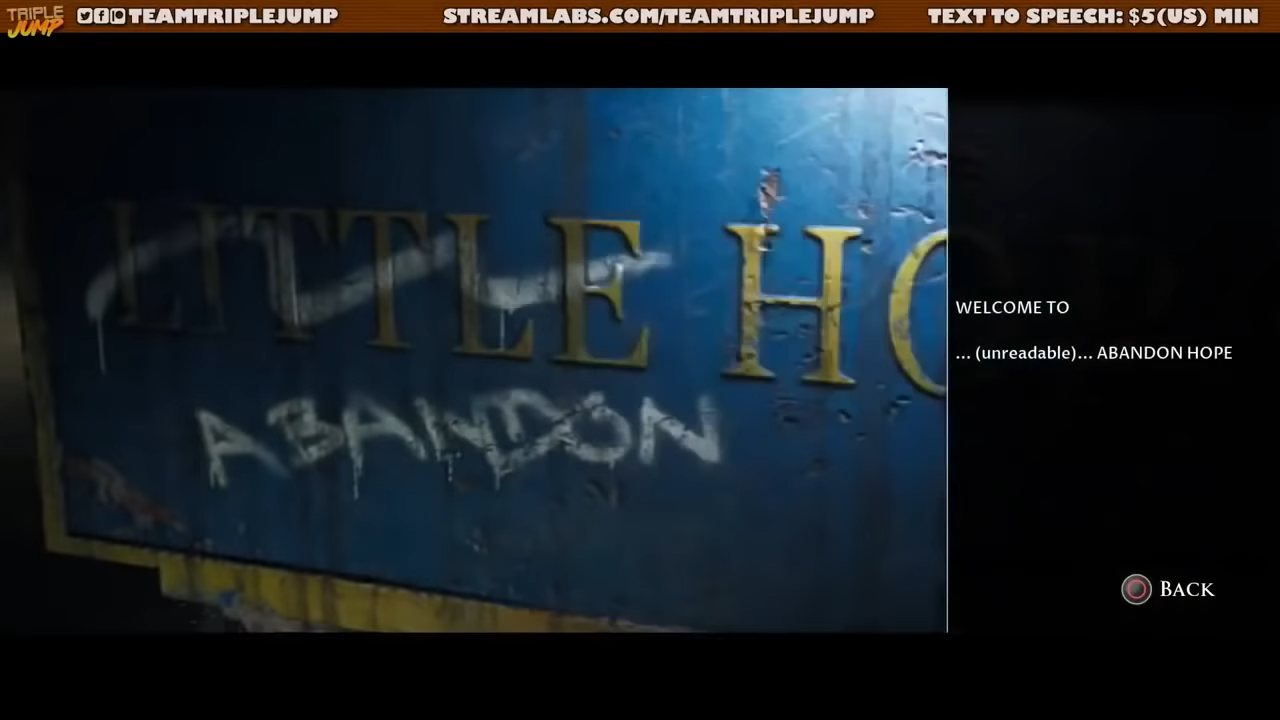 TRIPLE JUMP TEAMTRIPLEJUMP STREAMLABS.COM/TEAMTRIPLEJUMP TEXT TO SPEECH: $5(US) MIN
LITTLE HO
ABANDON
WELCOME TO
... (unreadable)... ABANDON HOPE
BACK